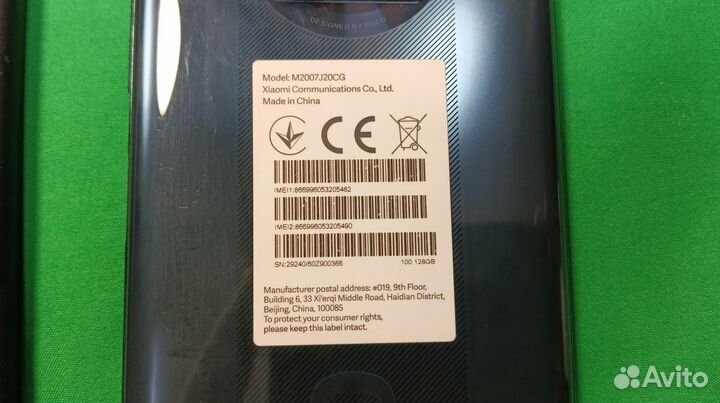 DESIGNED BY POCO
Model: M2007J20CG
Xiaomi Communications Co., Ltd.
Made in China
CE
IMEI1:866996053205482
IMEI2:866996053205490
SN:29240/60Z900366 100 128GB
Manufacturer postal address: #019, 9th Floor,
Building 6, 33 Xi'erqi Middle Road, Haidian District,
Beijing, China, 100085
To protect your consumer rights,
please keep this label intact.
Avito